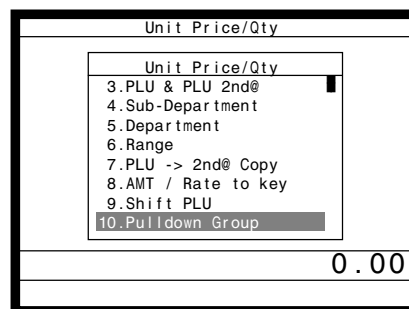 Unit Price/Qty
Unit Price/Qty
3.PLU & PLU 2nd@
4.Sub-Department
5.Department
6.Range
7.PLU -> 2nd@ Copy
8.AMT / Rate to key
9.Shift PLU
10.Pulldown Group
0.00